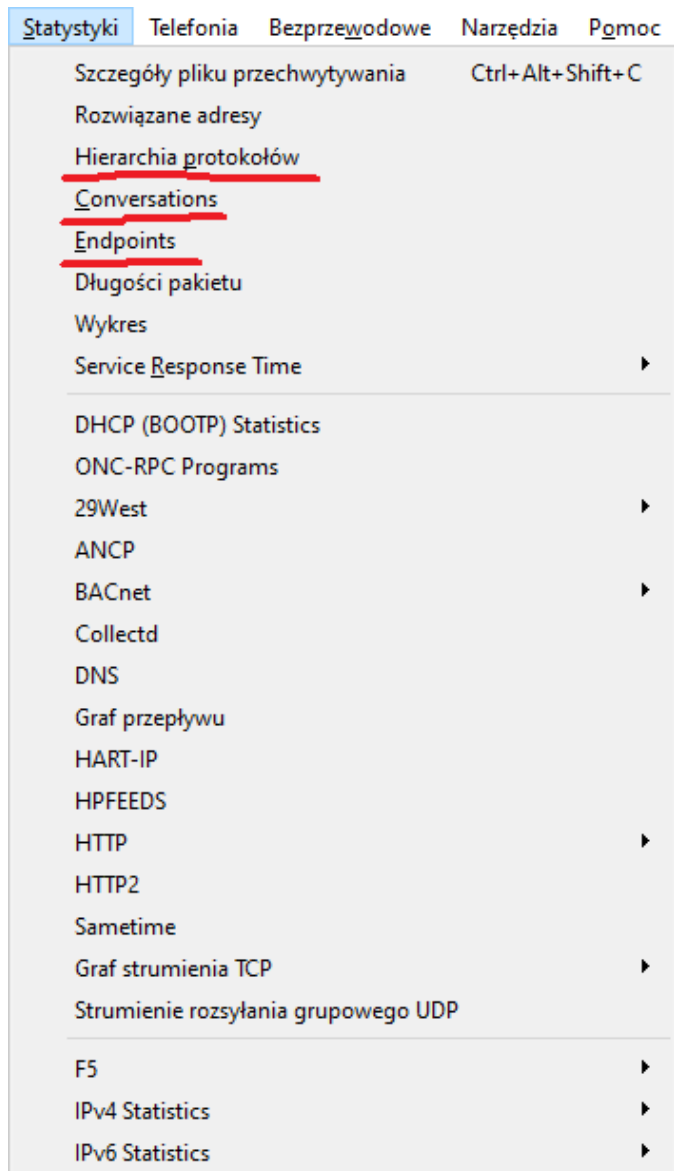 Statystyki Telefonia Bezprzewodowe Narzędzia Pomoc
Szczegóły pliku przechwytywania Ctrl+Alt+Shift+C
Rozwiązane adresy
Hierarchia protokołów
Conversations
Endpoints
Długości pakietu
Wykres
Service Response Time
DHCP (BOOTP) Statistics
ONC-RPC Programs
29West
ANCP
BACnet
Collectd
DNS
Graf przepływu
HART-IP
HPFEEDS
HTTP
HTTP2
Sametime
Graf strumienia TCP
Strumienie rozsyłania grupowego UDP
F5
IPv4 Statistics
IPv6 Statistics